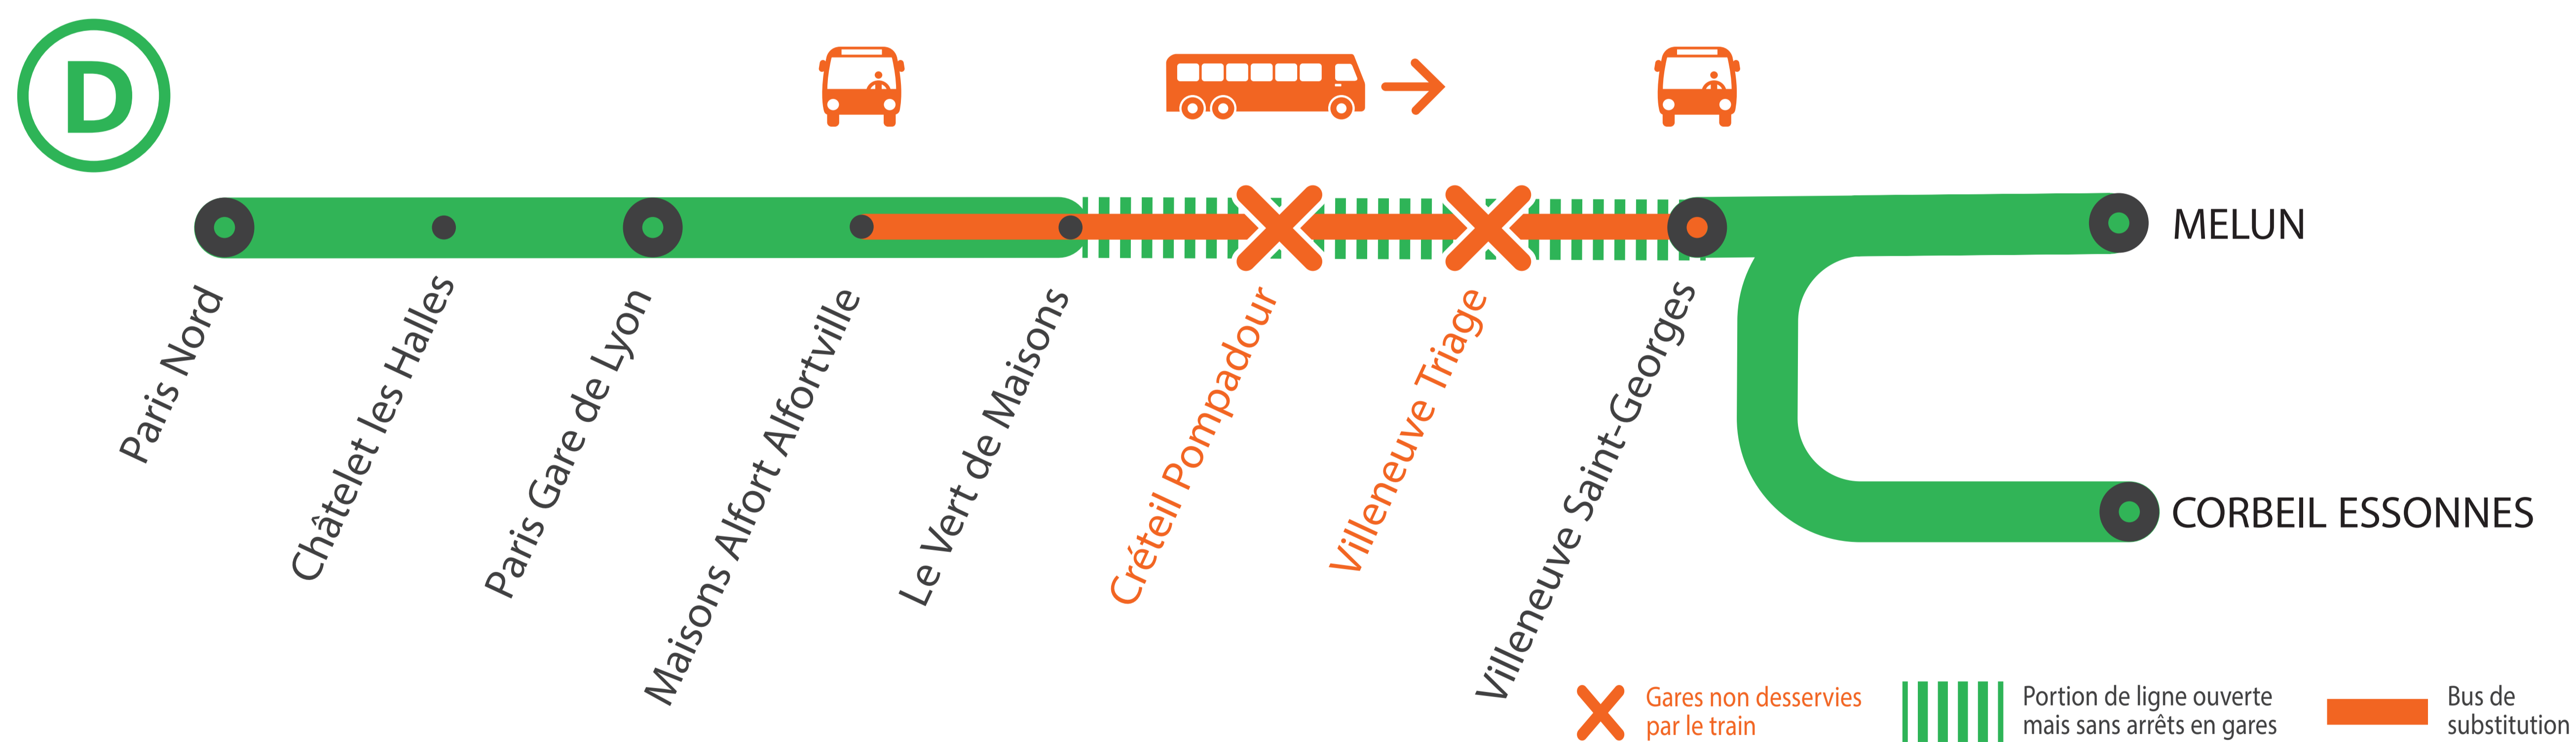 D
Paris Nord
Châtelet les Halles
Paris Gare de Lyon
Maisons Alfort Alfortville
Le Vert de Maisons
Créteil Pompadour
Villeneuve Triage
Villeneuve Saint-Georges
MELUN
CORBEIL ESSONNES
Gares non desservies
par le train
Portion de ligne ouverte
mais sans arrêts en gares
Bus de
substitution